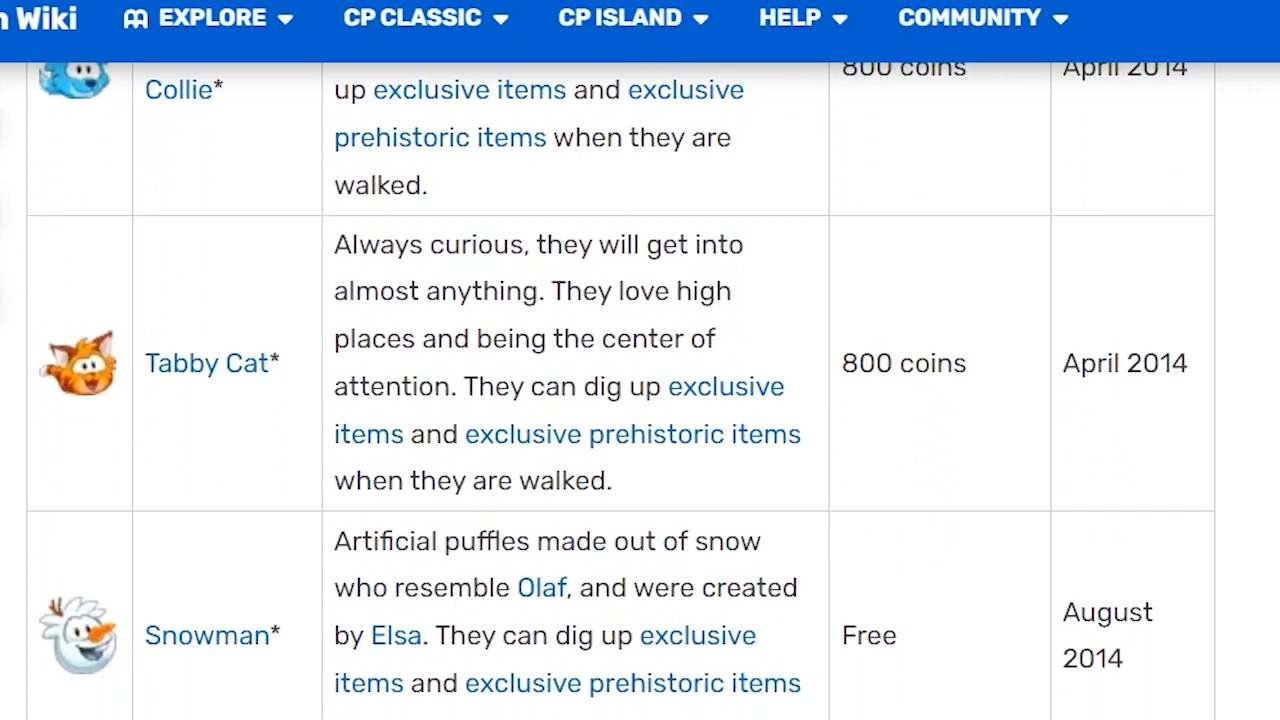 n Wiki EXPLORE CP CLASSIC CP ISLAND HELP COMMUNITY
800 coins April 2014
Collie* up exclusive items and exclusive
prehistoric items when they are
walked.
Always curious, they will get into
almost anything. They love high
places and being the center of
Tabby Cat* 800 coins April 2014
attention. They can dig up exclusive
items and exclusive prehistoric items
when they are walked.
Artificial puffles made out of snow
who resemble Olaf, and were created
Snowman* by Elsa. They can dig up exclusive Free August
2014
items and exclusive prehistoric items